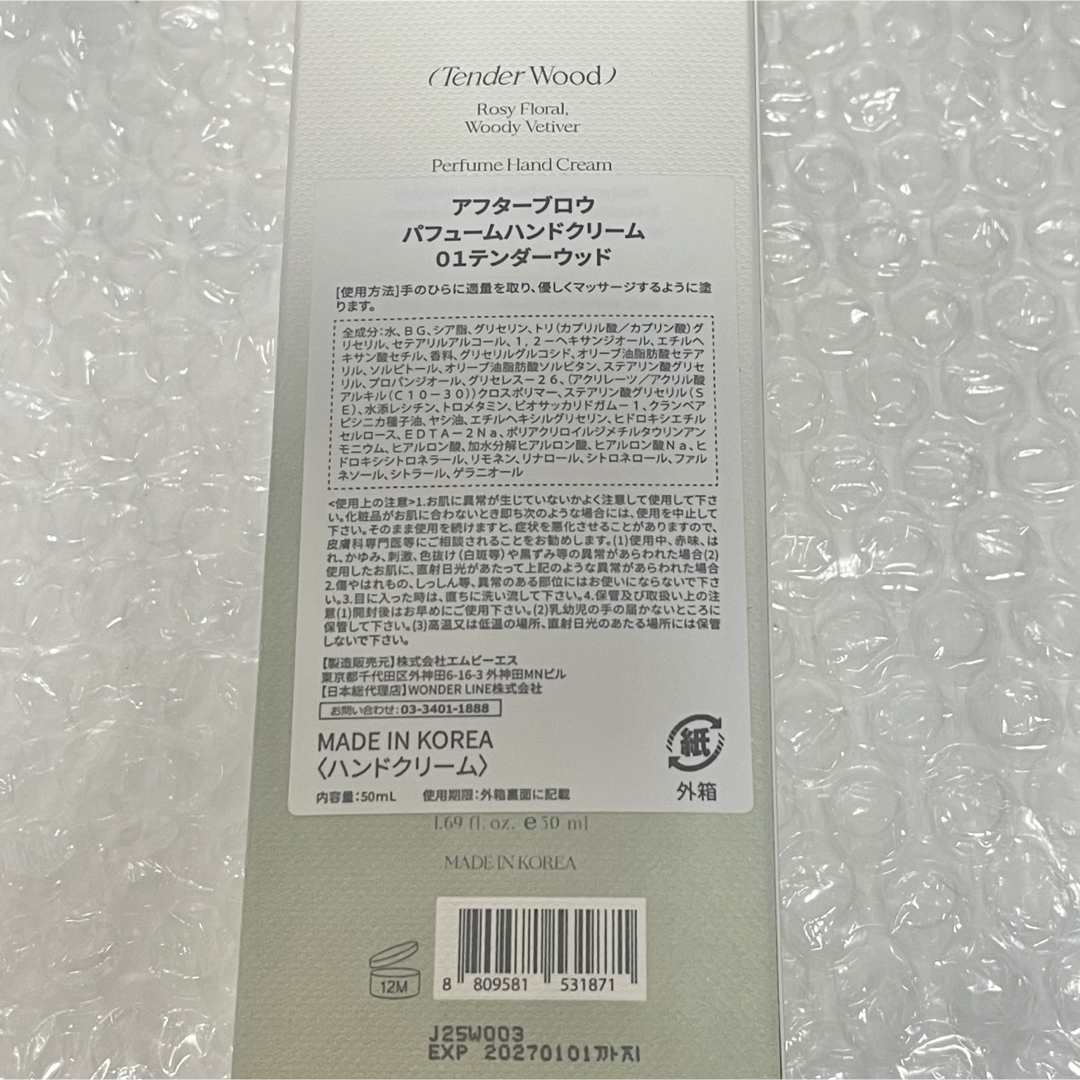 (Tender Wood)
Rosy Floral,
Woody Vetiver
Perfume Hand Cream
アフターブロウ
パフュームハンドクリーム
01テンダーウッド
[使用方法]手のひらに適量を取り、優しくマッサージするように塗
ります。
全成分：水、BG、シア脂、グリセリン、トリ(カプリル酸／カプリン酸)グ
リセリル、セテアリルアルコール、1，2－ヘキサンジオール、エチルヘ
キサン酸セチル、香料、グリセリルグルコシド、オリーブ油脂肪酸セテア
リル、ソルビトール、オリーブ油脂肪酸ソルビタン、ステアリン酸グリセ
リル、プロパンジオール、グリセレス－26、(アクリレーツ／アクリル酸
アルキル(C10－30))クロスポリマー、ステアリン酸グリセリル(S
E)、水添レシチン、トロメタミン、ビオサッカリドガム－1、クランベア
ビシニカ種子油、ヤシ油、エチルヘキシルグリセリン、ヒドロキシエチル
セルロース、EDTA－2Na、ポリアクリロイルジメチルタウリンアン
モニウム、ヒアルロン酸、加水分解ヒアルロン酸、ヒアルロン酸Na、ヒ
ドロキシシトロネラール、リモネン、リナロール、シトロネロール、ファル
ネソール、シトラール、ゲラニオール
<使用上の注意>1.お肌に異常が生じていないかよく注意して使用して下さ
い。化粧品がお肌に合わないとき即ち次のような場合には、使用を中止して
下さい。そのまま使用を続けますと、症状を悪化させることがありますので、
皮膚科専門医等にご相談されることをお勧めします。(1)使用中、赤味、は
れ、かゆみ、刺激、色抜け(白斑等)や黒ずみ等の異常があらわれた場合(2)
使用したお肌に、直射日光があたって上記のような異常があらわれた場合
2.傷やはれもの、しっしん等、異常のある部位にはお使いにならないで下さ
い。3.目に入った時は、直ちに洗い流して下さい。4.保管及び取扱い上の注
意(1)開封後はお早めにご使用下さい。(2)乳幼児の手の届かないところに
保管して下さい。(3)高温又は低温の場所、直射日光のあたる場所には保管
しないで下さい。
【製造販売元】株式会社エムビーエス
東京都千代田区外神田6-16-3 外神田MNビル
【日本総代理店】WONDER LINE株式会社
お問い合わせ：03-3401-1888
MADE IN KOREA
〈ハンドクリーム〉
紙
外箱
内容量：50mL 使用期限：外箱裏面に記載
1.69 fl. oz. ℮50 ml
MADE IN KOREA
12M
8 809581 531871
J25W003
EXP 20270101까지